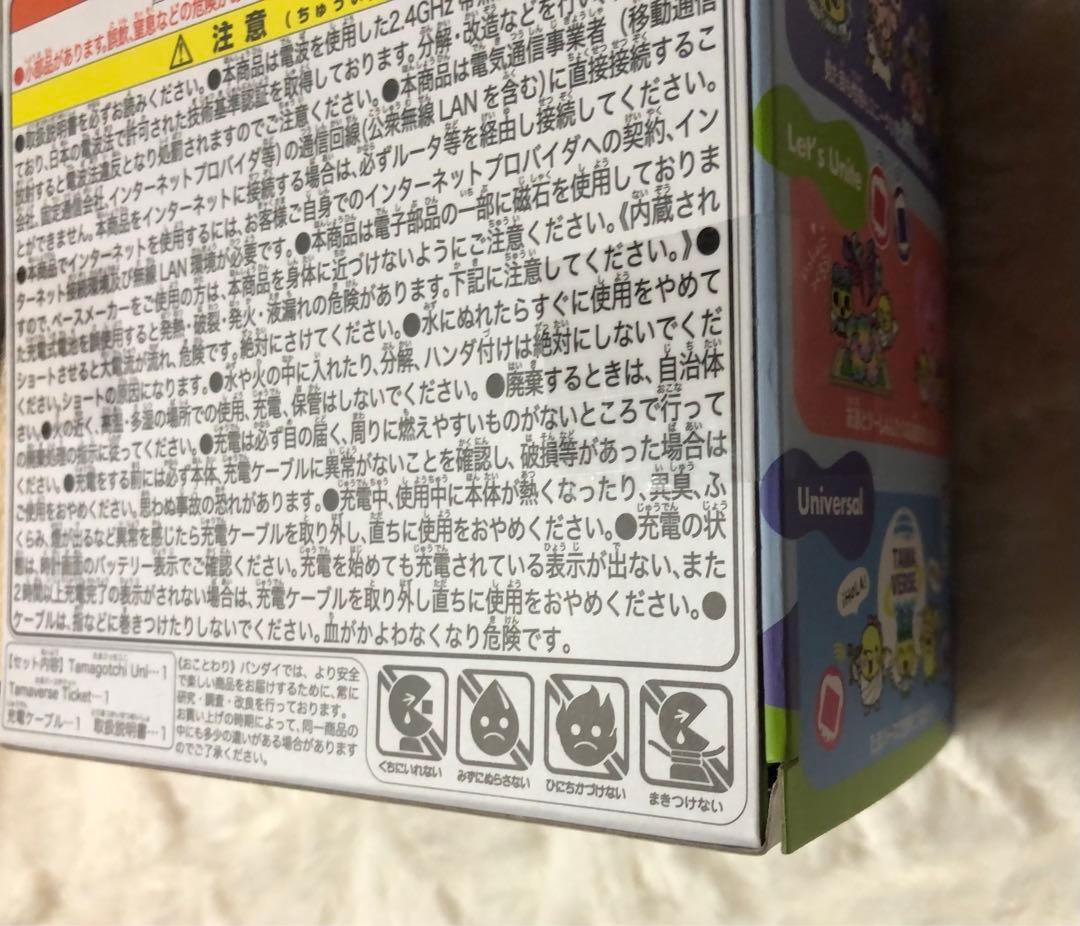 ●小部品があります。誤飲、窒息などの危険が
注意(ちゅうい
●取扱説明書を必ずお読みください。●本商品は電波を使用した2.4GHz帯
ており、日本の電波法で許可された技術基準認証を取得しております。分解・改造などを行い、
放射すると電波法違反となり処罰されますのでご注意ください。●本商品は電気通信事業者(移動通信
会社、固定通信会社、インターネットプロバイダ等)の通信回線(公衆無線LANを含む)に直接接続するこ
とができません。本商品をインターネットに接続する場合は、必ずルータ等を経由し接続してください。
●本商品でインターネットを使用するには、お客様ご自身でのインターネットプロバイダへの契約、イン
ターネット接続環境及び無線LAN環境が必要です。●本商品は電子部品の一部に磁石を使用しておりま
すので、ペースメーカーをご使用の方は、本商品を身体に近づけないようにご注意ください。《内蔵され
た充電式電池を誤使用すると発熱・破裂・発火・液漏れの危険があります。下記に注意してください。》●
ショートさせると大電流が流れ、危険です。絶対にさけてください。●水にぬれたらすぐに使用をやめて
ください。ショートの原因になります。●水や火の中に入れたり、分解、ハンダ付けは絶対にしないでくだ
さい。●火の近く、高温・多湿の場所での使用、充電、保管はしないでください。●廃棄するときは、自治体
の廃棄処理の指示に従ってください。●充電は必ず目の届く、周りに燃えやすいものがないところで行って
ください。●充電をする前には必ず本体、充電ケーブルに異常がないことを確認し、破損等があった場合は
ご使用をおやめください。思わぬ事故の恐れがあります。●充電中、使用中に本体が熱くなったり、異臭、ふ
くらみ、煙が出るなど異常を感じたら充電ケーブルを取り外し、直ちに使用をおやめください。●充電の状
態は、時計画面のバッテリー表示でご確認ください。充電を始めても充電されている表示が出ない、また
2時間以上充電完了の表示がされない場合は、充電ケーブルを取り外し直ちに使用をおやめください。●
ケーブルは、指などに巻きつけたりしないでください。血がかよわなくなり危険です。
【セット内容】Tamagotchi Uni…1
Tamaverse Ticket…1
充電ケーブル…1 取扱説明書…1
《おことわり》バンダイでは、より安全
で楽しい商品をお届けするために、常に
研究・調査・改良を行っております。
お買い上げの時期によって、同一商品の
中にも多少の違いがある場合があります
のでご了承ください。
くちにいれない
みずにぬらさない
ひにちかづけない
まきつけない
Let's Unite
Universal
TAMA
VERSE
¡HOLA!